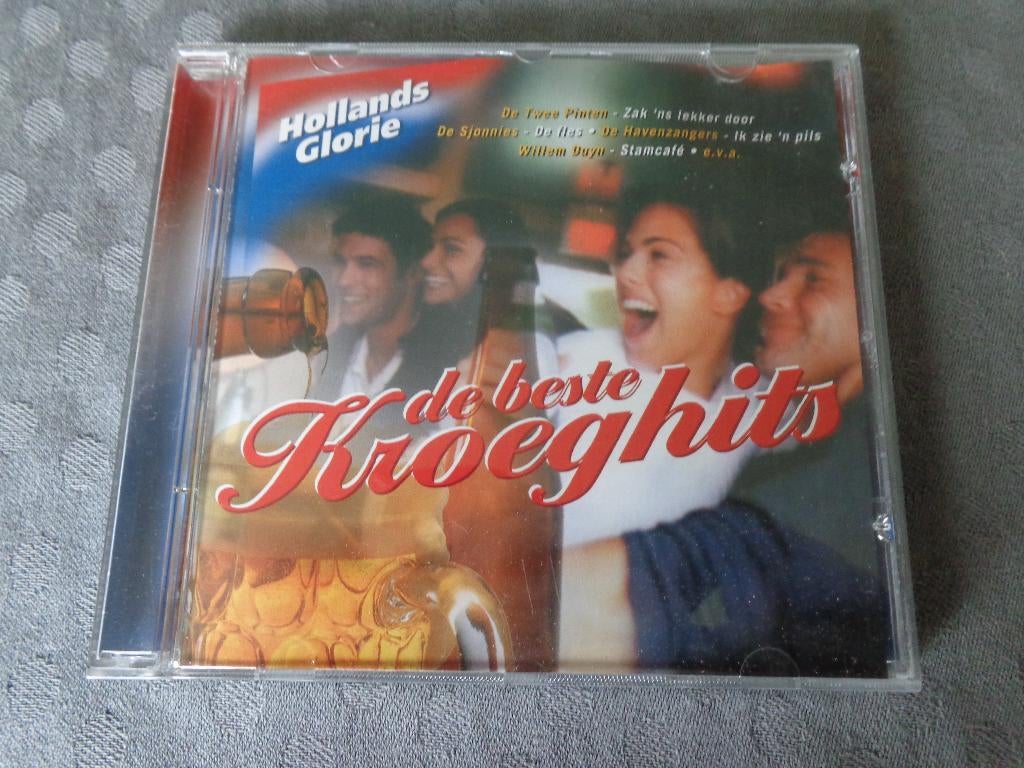 Hollands
Glorie
De Twee Pinten - Zak 'ns lekker door
De Sjonnies - De fles • De Havenzangers - Ik zie 'n pils
Willem Duyn - Stamcafé • e.v.a.
de beste
Kroeghits